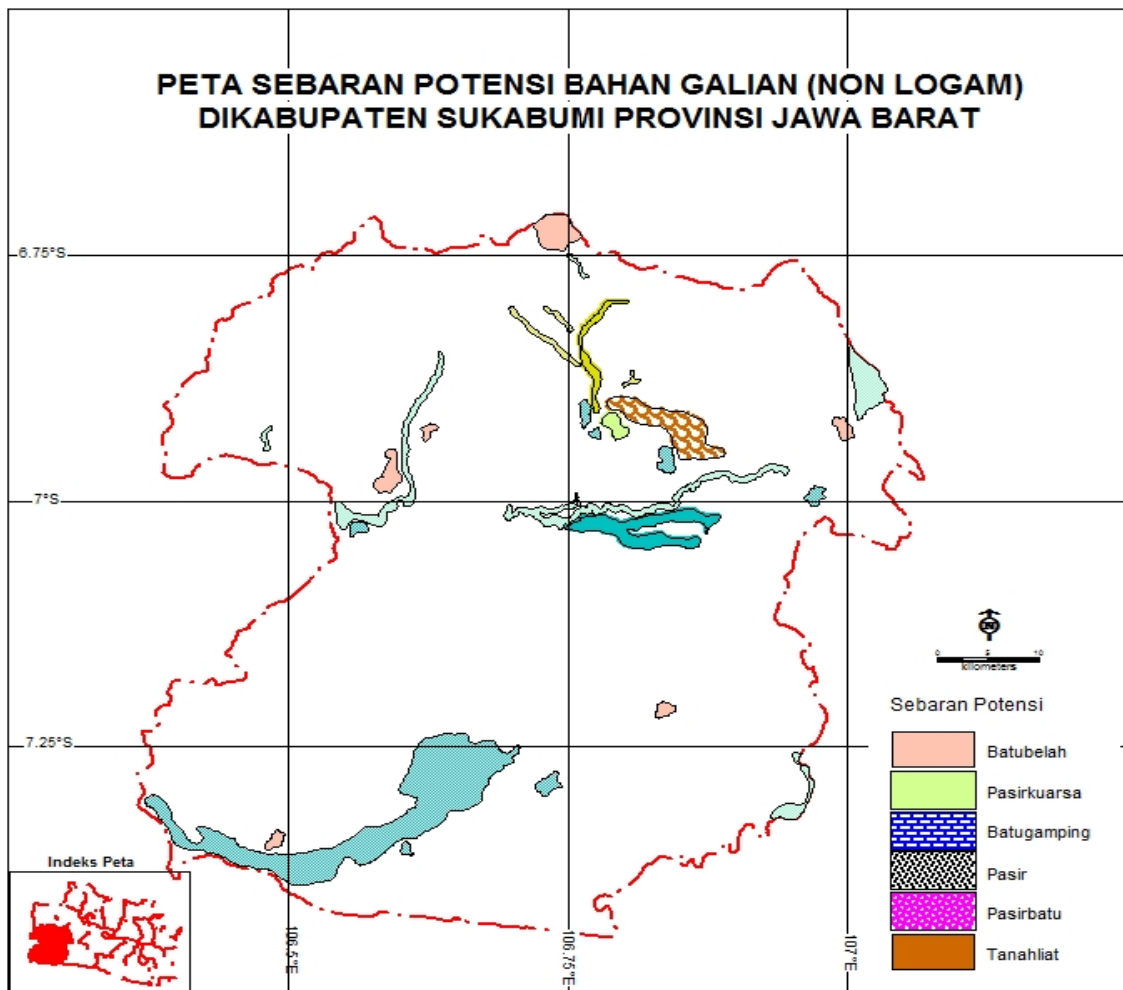 PETA SEBARAN POTENSI BAHAN GALIAN (NON LOGAM)
DIKABUPATEN SUKABUMI PROVINSI JAWA BARAT
6.75°S
7°S
N
0 5 10
kilometers
Sebaran Potensi
7.25°S
Batubelah
Pasirkuarsa
Batugamping
Pasir
Pasirbatu
Tanahliat
Indeks Peta
106.5°E
106.75°E
107°E